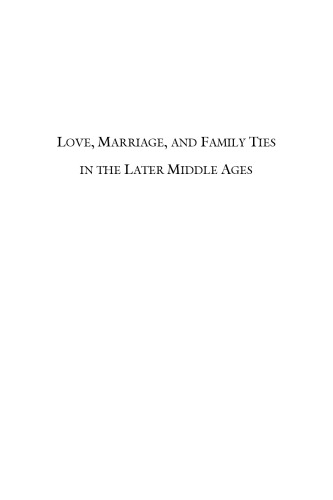 LOVE, MARRIAGE, AND FAMILY TIES
IN THE LATER MIDDLE AGES